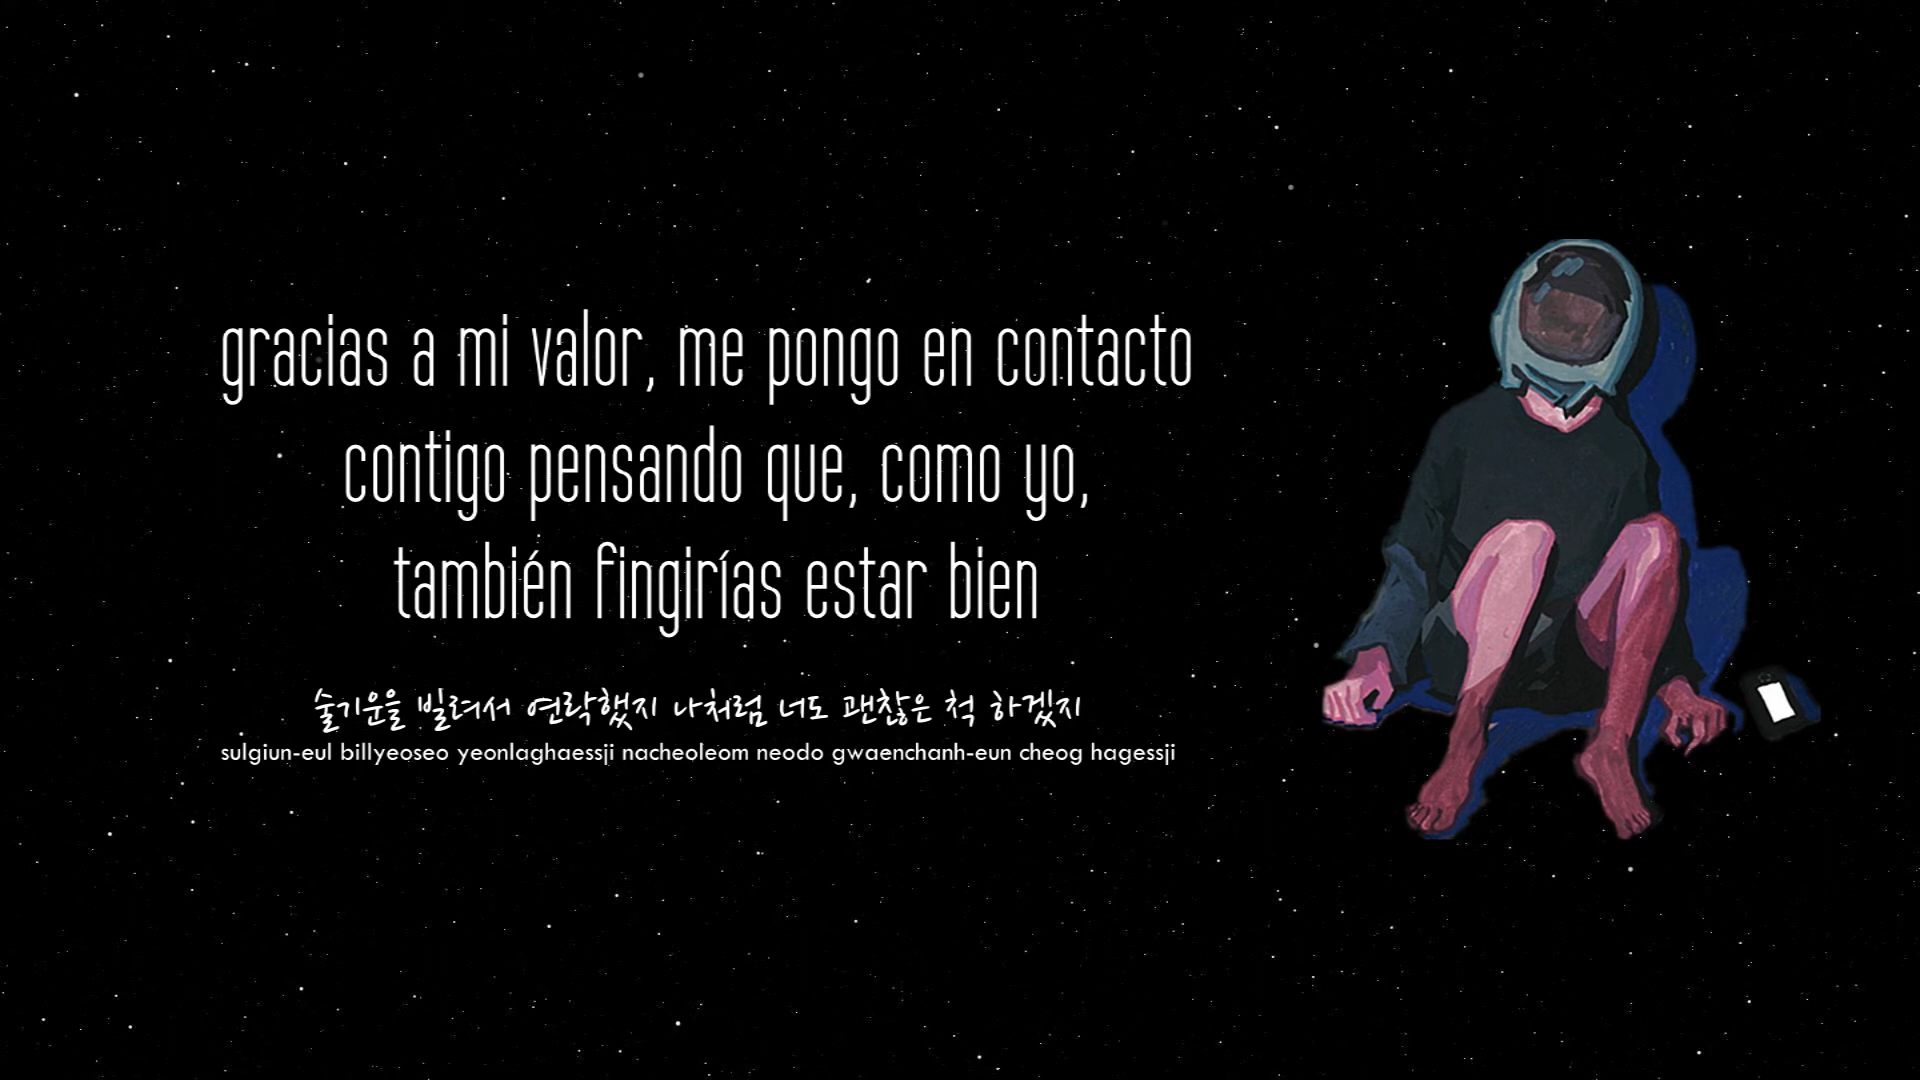 gracias a mi valor, me pongo en contacto
contigo pensando que, como yo,
también fingirías estar bien
술기운을 빌려서 연락했지 나처럼 너도 괜찮은 척 하겠지
sulgiun-eul billyeoseo yeonlaghaessji nacheoleom neodo gwaenchanh-eun cheog hagessji